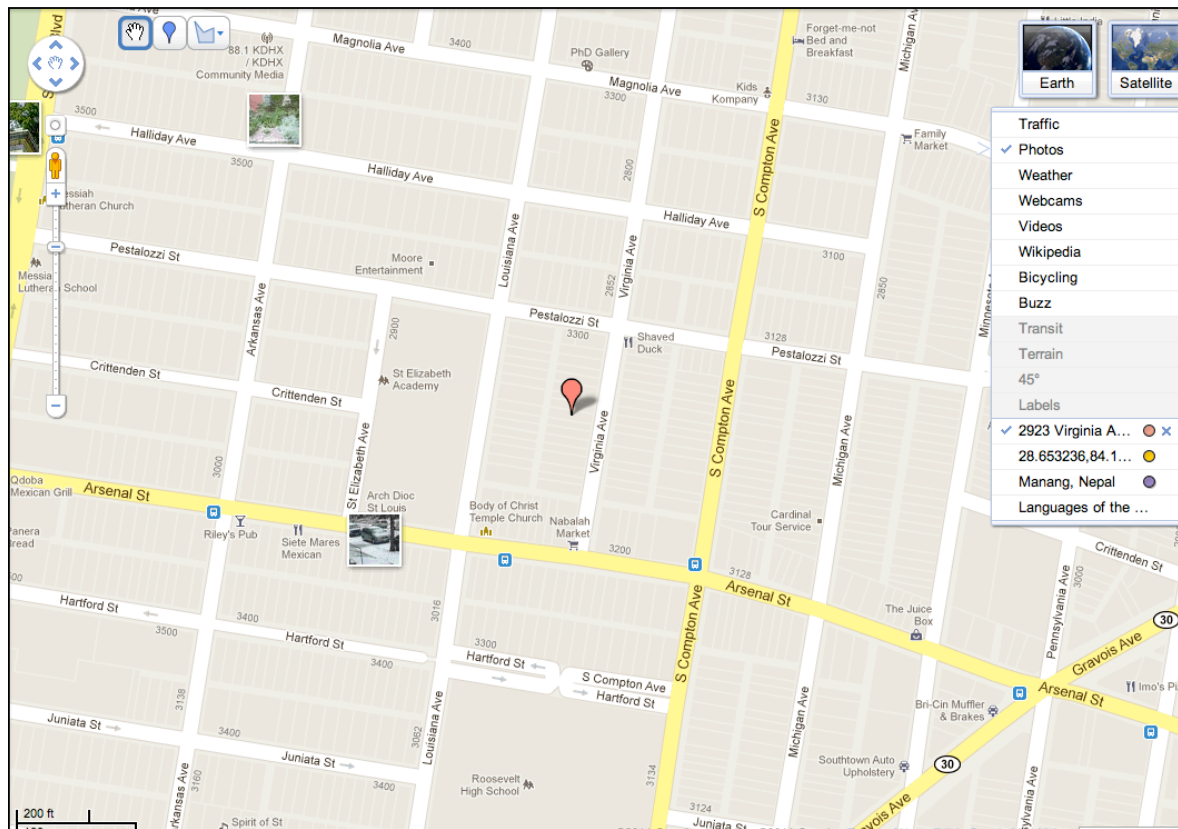 S
Blvd
Magnolia Ave
3400
88.1 KDHX
/ KDHX
Community Media
PhD Gallery
3300
Magnolia Ave
Kids
Kompany
Forget-me-not
Bed and
Breakfast
3130
Michigan Ave
Little India
Earth
Satellite
Family
Market
3500
Halliday Ave
3500
Halliday Ave
2800
S Compton Ave
Halliday Ave
3100
Traffic
Photos
Weather
Webcams
Videos
Wikipedia
Bicycling
Buzz
Transit
Terrain
45°
Labels
2923 Virginia A...
28.653236,84.1...
Manang, Nepal
Languages of the ...
Lutheran Church
Pestalozzi St
Lutheran School
Moore
Entertainment
Louisiana Ave
2852
Virginia Ave
2850
Arkansas Ave
2900
Pestalozzi St
3300
Shaved
Duck
3128
Pestalozzi St
Crittenden St
Crittenden St
St Elizabeth
Academy
S Compton Ave
Virginia Ave
Michigan Ave
3000
St Elizabeth Ave
Qdoba
Mexican Grill
Arsenal St
Arch Dioc
St Louis
Body of Christ
Temple Church
Nabalah
Market
Cardinal
Tour Service
Riley's Pub
Siete Mares
Mexican
Panera
Bread
3200
3128
Arsenal St
Crittenden St
Pennsylvania Ave
3000
Hartford St
3500
3400
Hartford St
3400
3016
3300
Hartford St
S Compton Ave
Hartford St
S Compton Ave
The Juice
Box
30
Gravois Ave
Arsenal St
Imo's Pi
Bri-Cin Muffler
& Brakes
Juniata St
3138
3400
Juniata St
3400
3062
Louisiana Ave
Michigan Ave
Southtown Auto
Upholstery
30
Gravois Ave
Arkansas Ave
3160
Roosevelt
High School
3134
3124
Juniata St
200 ft
Spirit of St